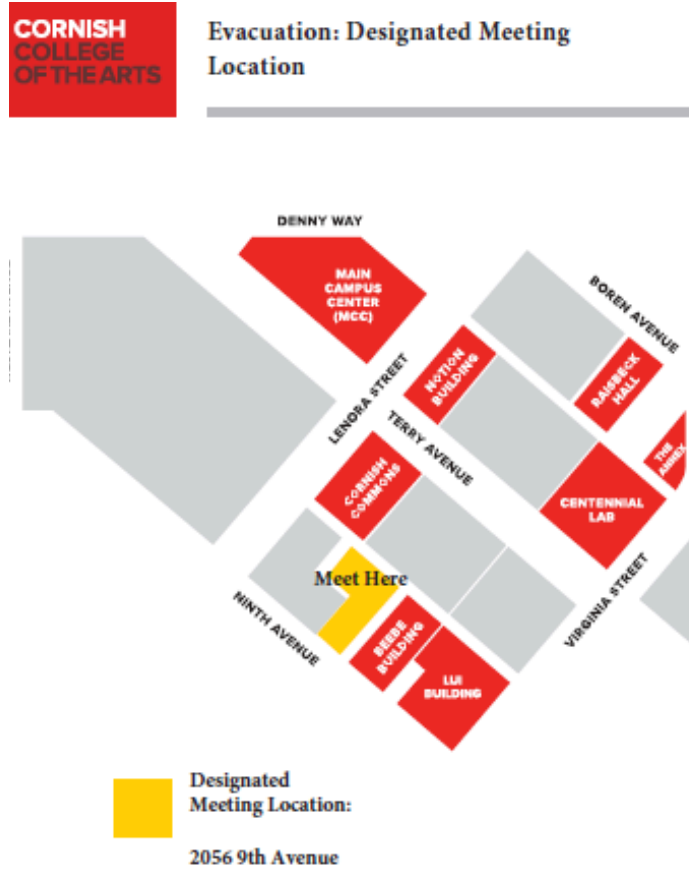 CORNISH
COLLEGE
OF THE ARTS
Evacuation: Designated Meeting
Location
DENNY WAY
MAIN
CAMPUS
CENTER
(MCC)
BOREN AVENUE
NOTION
BUILDING
RAISBECK
HALL
LENORA STREET
TERRY AVENUE
THE
ANNEX
CORNISH
COMMONS
CENTENNIAL
LAB
Meet Here
NINTH AVENUE
VIRGINIA STREET
BEEBE
BUILDING
LUI
BUILDING
Designated
Meeting Location:
2056 9th Avenue